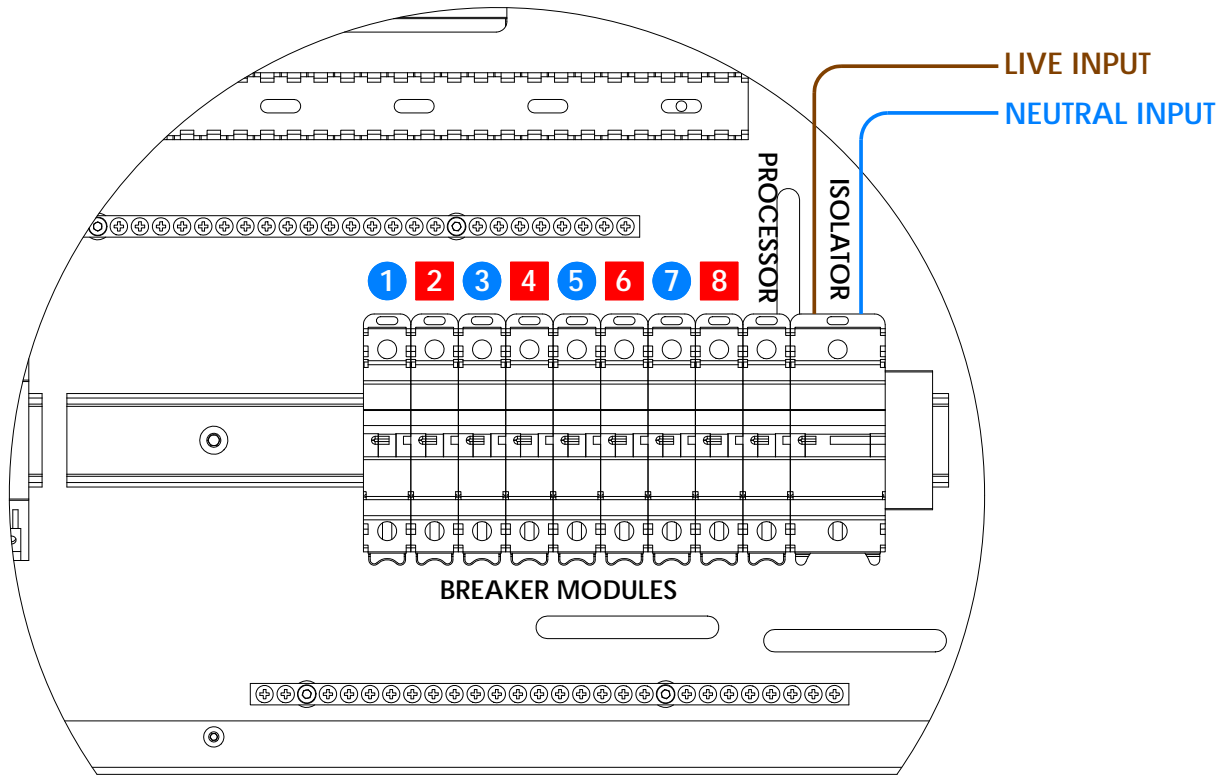 LIVE INPUT
NEUTRAL INPUT
PROCESSOR
ISOLATOR
1 2 3 4 5 6 7 8
BREAKER MODULES